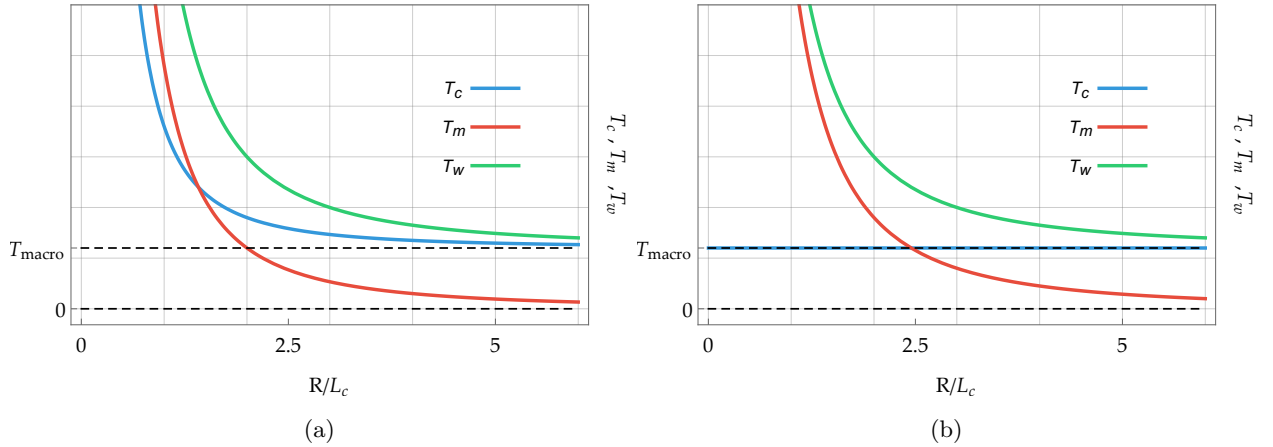 T_c
T_m
T_w
T_macro
0
0
2.5
5
R/L_c
T_c , T_m , T_w
(a)
T_c
T_m
T_w
T_macro
0
0
2.5
5
R/L_c
T_c , T_m , T_w
(b)